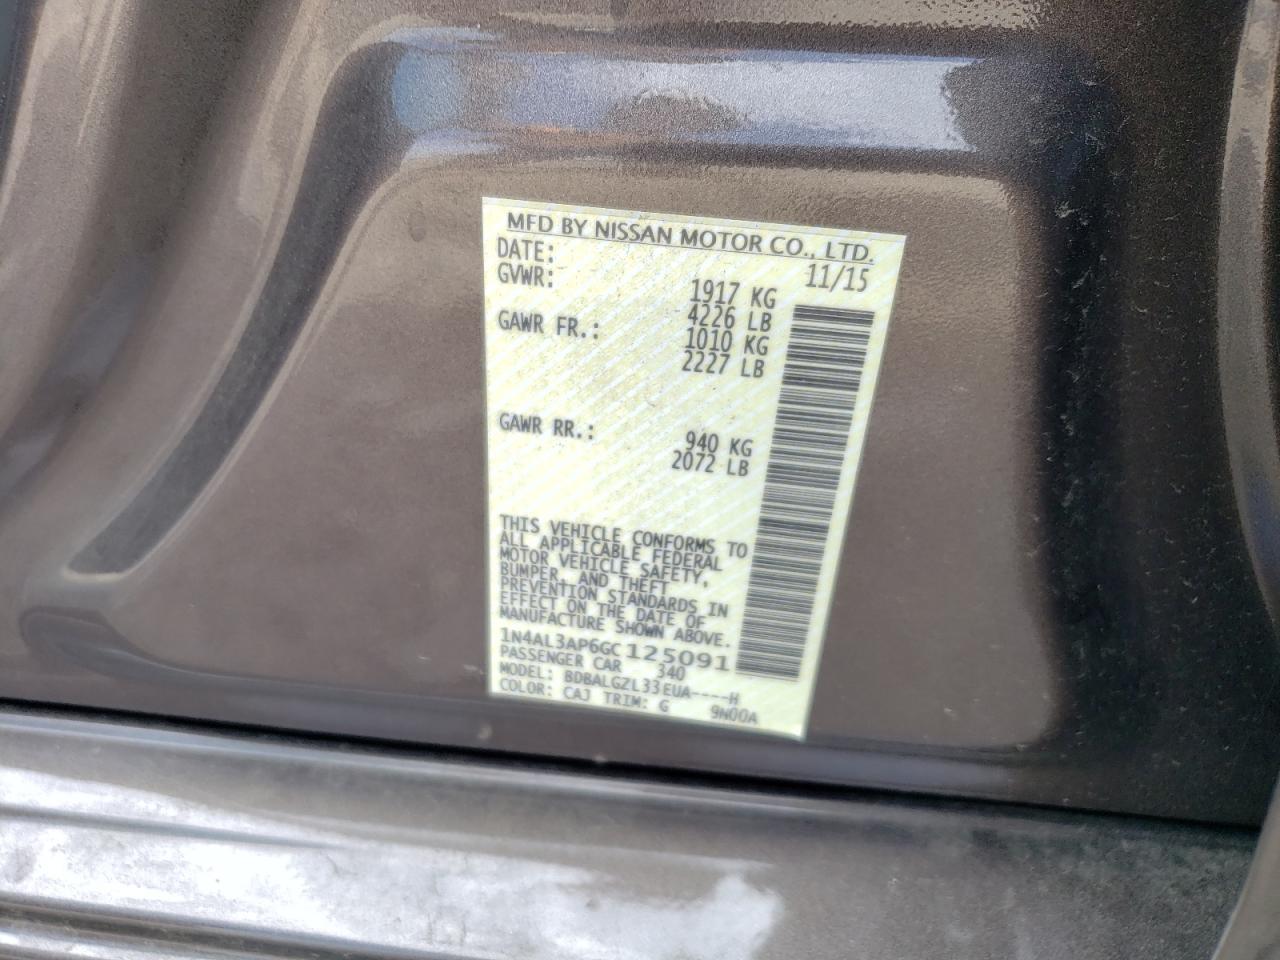 MFD BY NISSAN MOTOR CO., LTD.
DATE: 11/15
GVWR: 1917 KG
4226 LB
GAWR FR.: 1010 KG
2227 LB
GAWR RR.: 940 KG
2072 LB
THIS VEHICLE CONFORMS TO
ALL APPLICABLE FEDERAL
MOTOR VEHICLE SAFETY,
BUMPER, AND THEFT
PREVENTION STANDARDS IN
EFFECT ON THE DATE OF
MANUFACTURE SHOWN ABOVE.
1N4AL3AP6GC125091
PASSENGER CAR 340
MODEL: BDBALGZL33EUA----H
COLOR: CAJ TRIM: G 9N00A